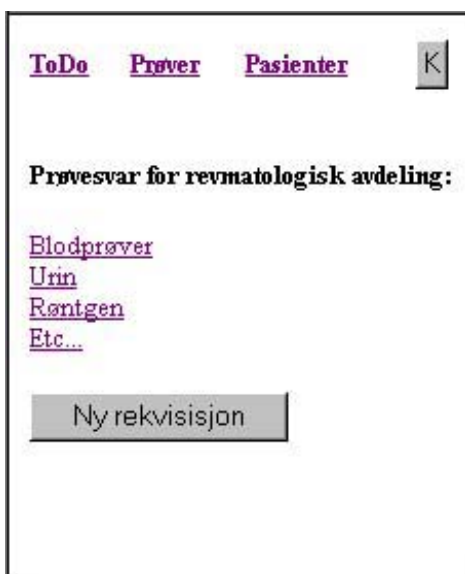 ToDo Prøver Pasienter K
Prøvesvar for revmatologisk avdeling:
Blodprøver
Urin
Røntgen
Etc...
Ny rekvisisjon